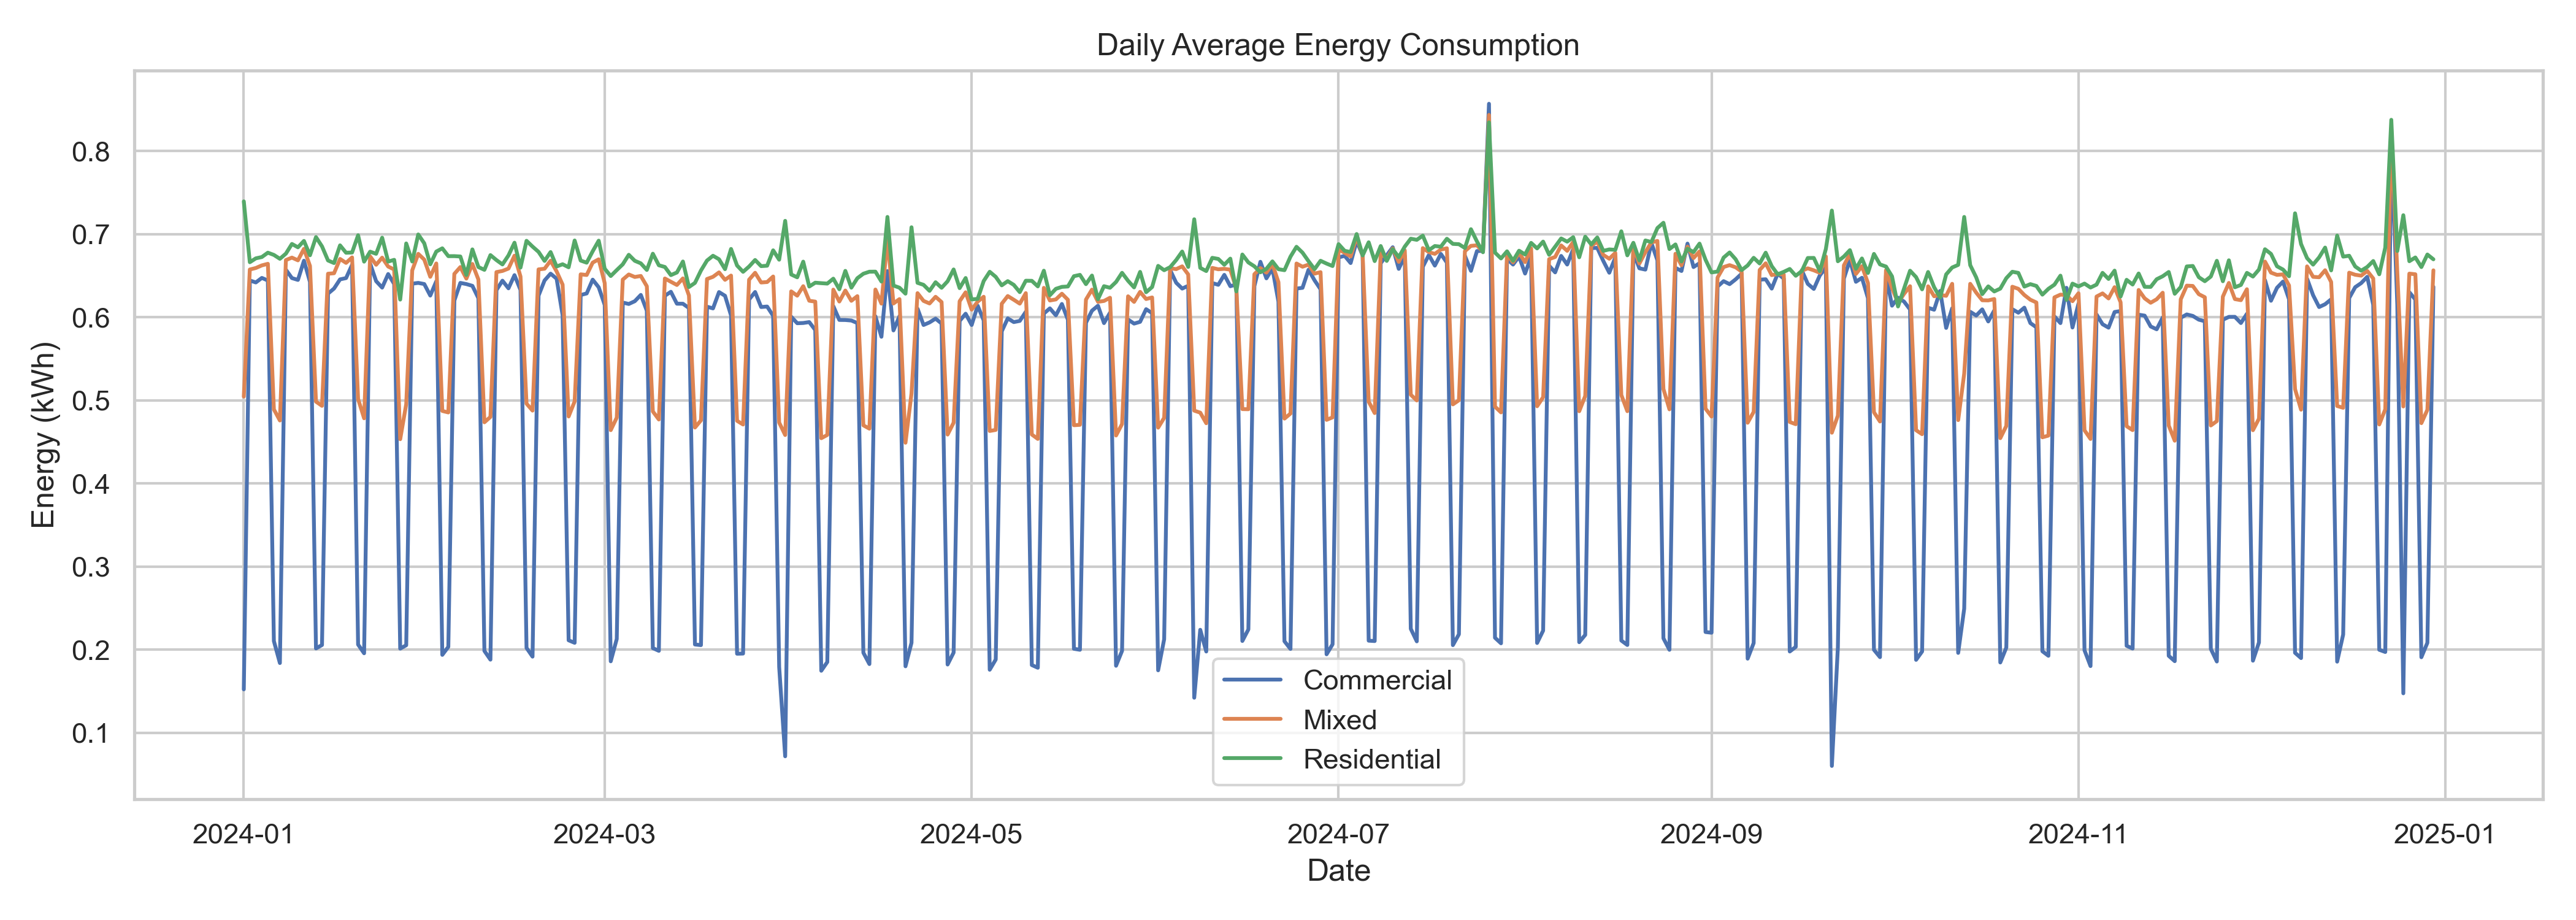 Daily Average Energy Consumption
Energy (kWh)
0.8
0.7
0.6
0.5
0.4
0.3
0.2
0.1
Commercial
Mixed
Residential
2024-01 2024-03 2024-05 2024-07 2024-09 2024-11 2025-01
Date